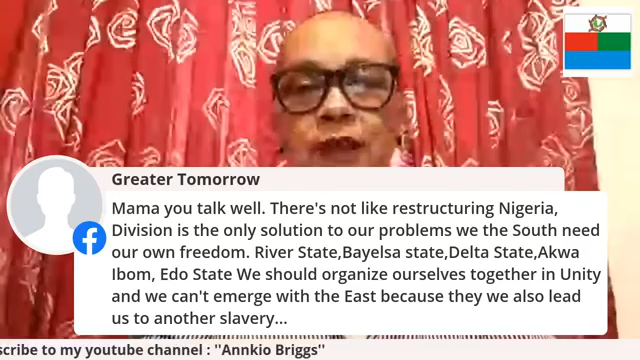 Greater Tomorrow
Mama you talk well. There's not like restructuring Nigeria,
Division is the only solution to our problems we the South need
our own freedom. River State,Bayelsa state,Delta State,Akwa
Ibom, Edo State We should organize ourselves together in Unity
and we can't emerge with the East because they we also lead
us to another slavery...
scribe to my youtube channel : ''Annkio Briggs''